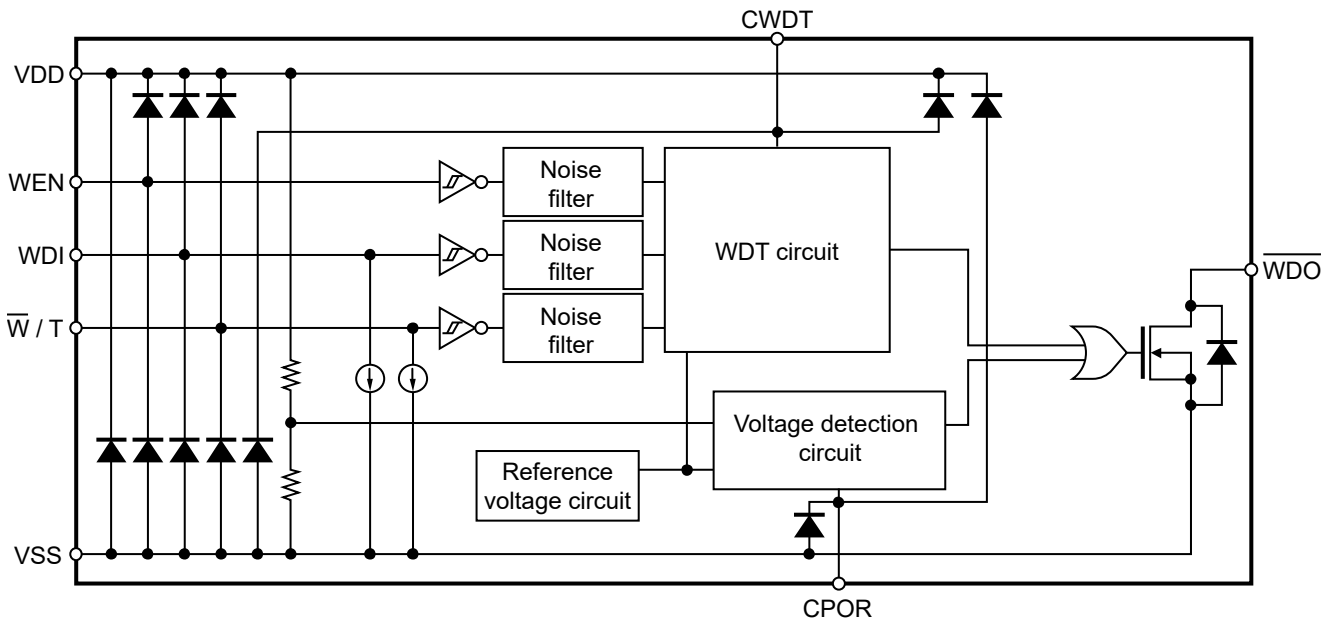 CWDT
VDD
WEN
Noise
filter
WDI
Noise
filter
WDT circuit
W̅/ T
Noise
filter
W̅D̅O̅
Voltage detection
circuit
Reference
voltage circuit
VSS
CPOR